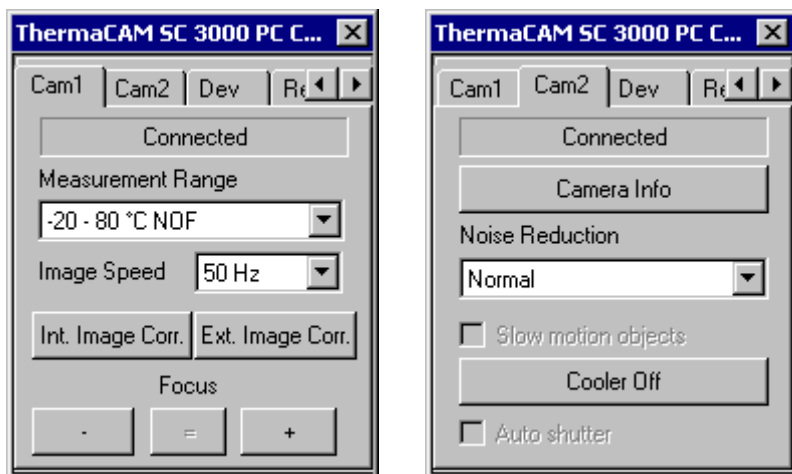 ThermaCAM SC 3000 PC C...
Cam1 Cam2 Dev
Connected
Measurement Range
-20 - 80 °C NOF
Image Speed 50 Hz
Int. Image Corr. Ext. Image Corr.
Focus
- = +
ThermaCAM SC 3000 PC C...
Cam1 Cam2 Dev
Connected
Camera Info
Noise Reduction
Normal
Slow motion objects
Cooler Off
Auto shutter